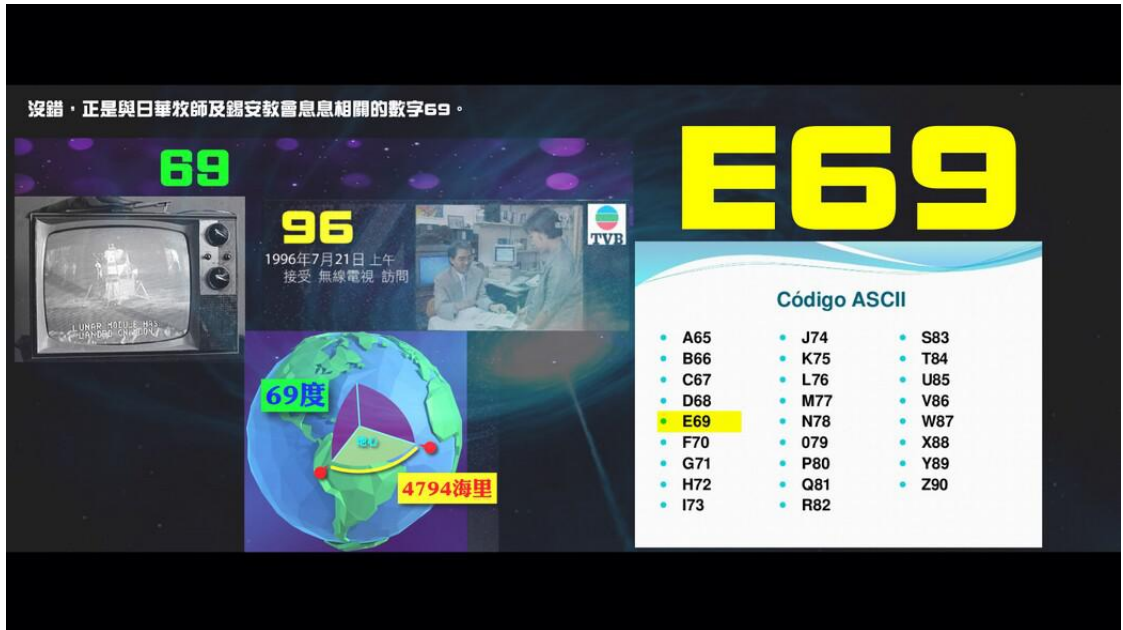 沒錯，正是與日華牧師及錫安教會息息相關的數字69。
69
96
1996年7月21日 上午
接受 無線電視 訪問
TVB
LUNAR MODULE HAS
69度
地心
4794海里
E69
Código ASCII
A65
B66
C67
D68
E69
F70
G71
H72
I73
J74
K75
L76
M77
N78
079
P80
Q81
R82
S83
T84
U85
V86
W87
X88
Y89
Z90